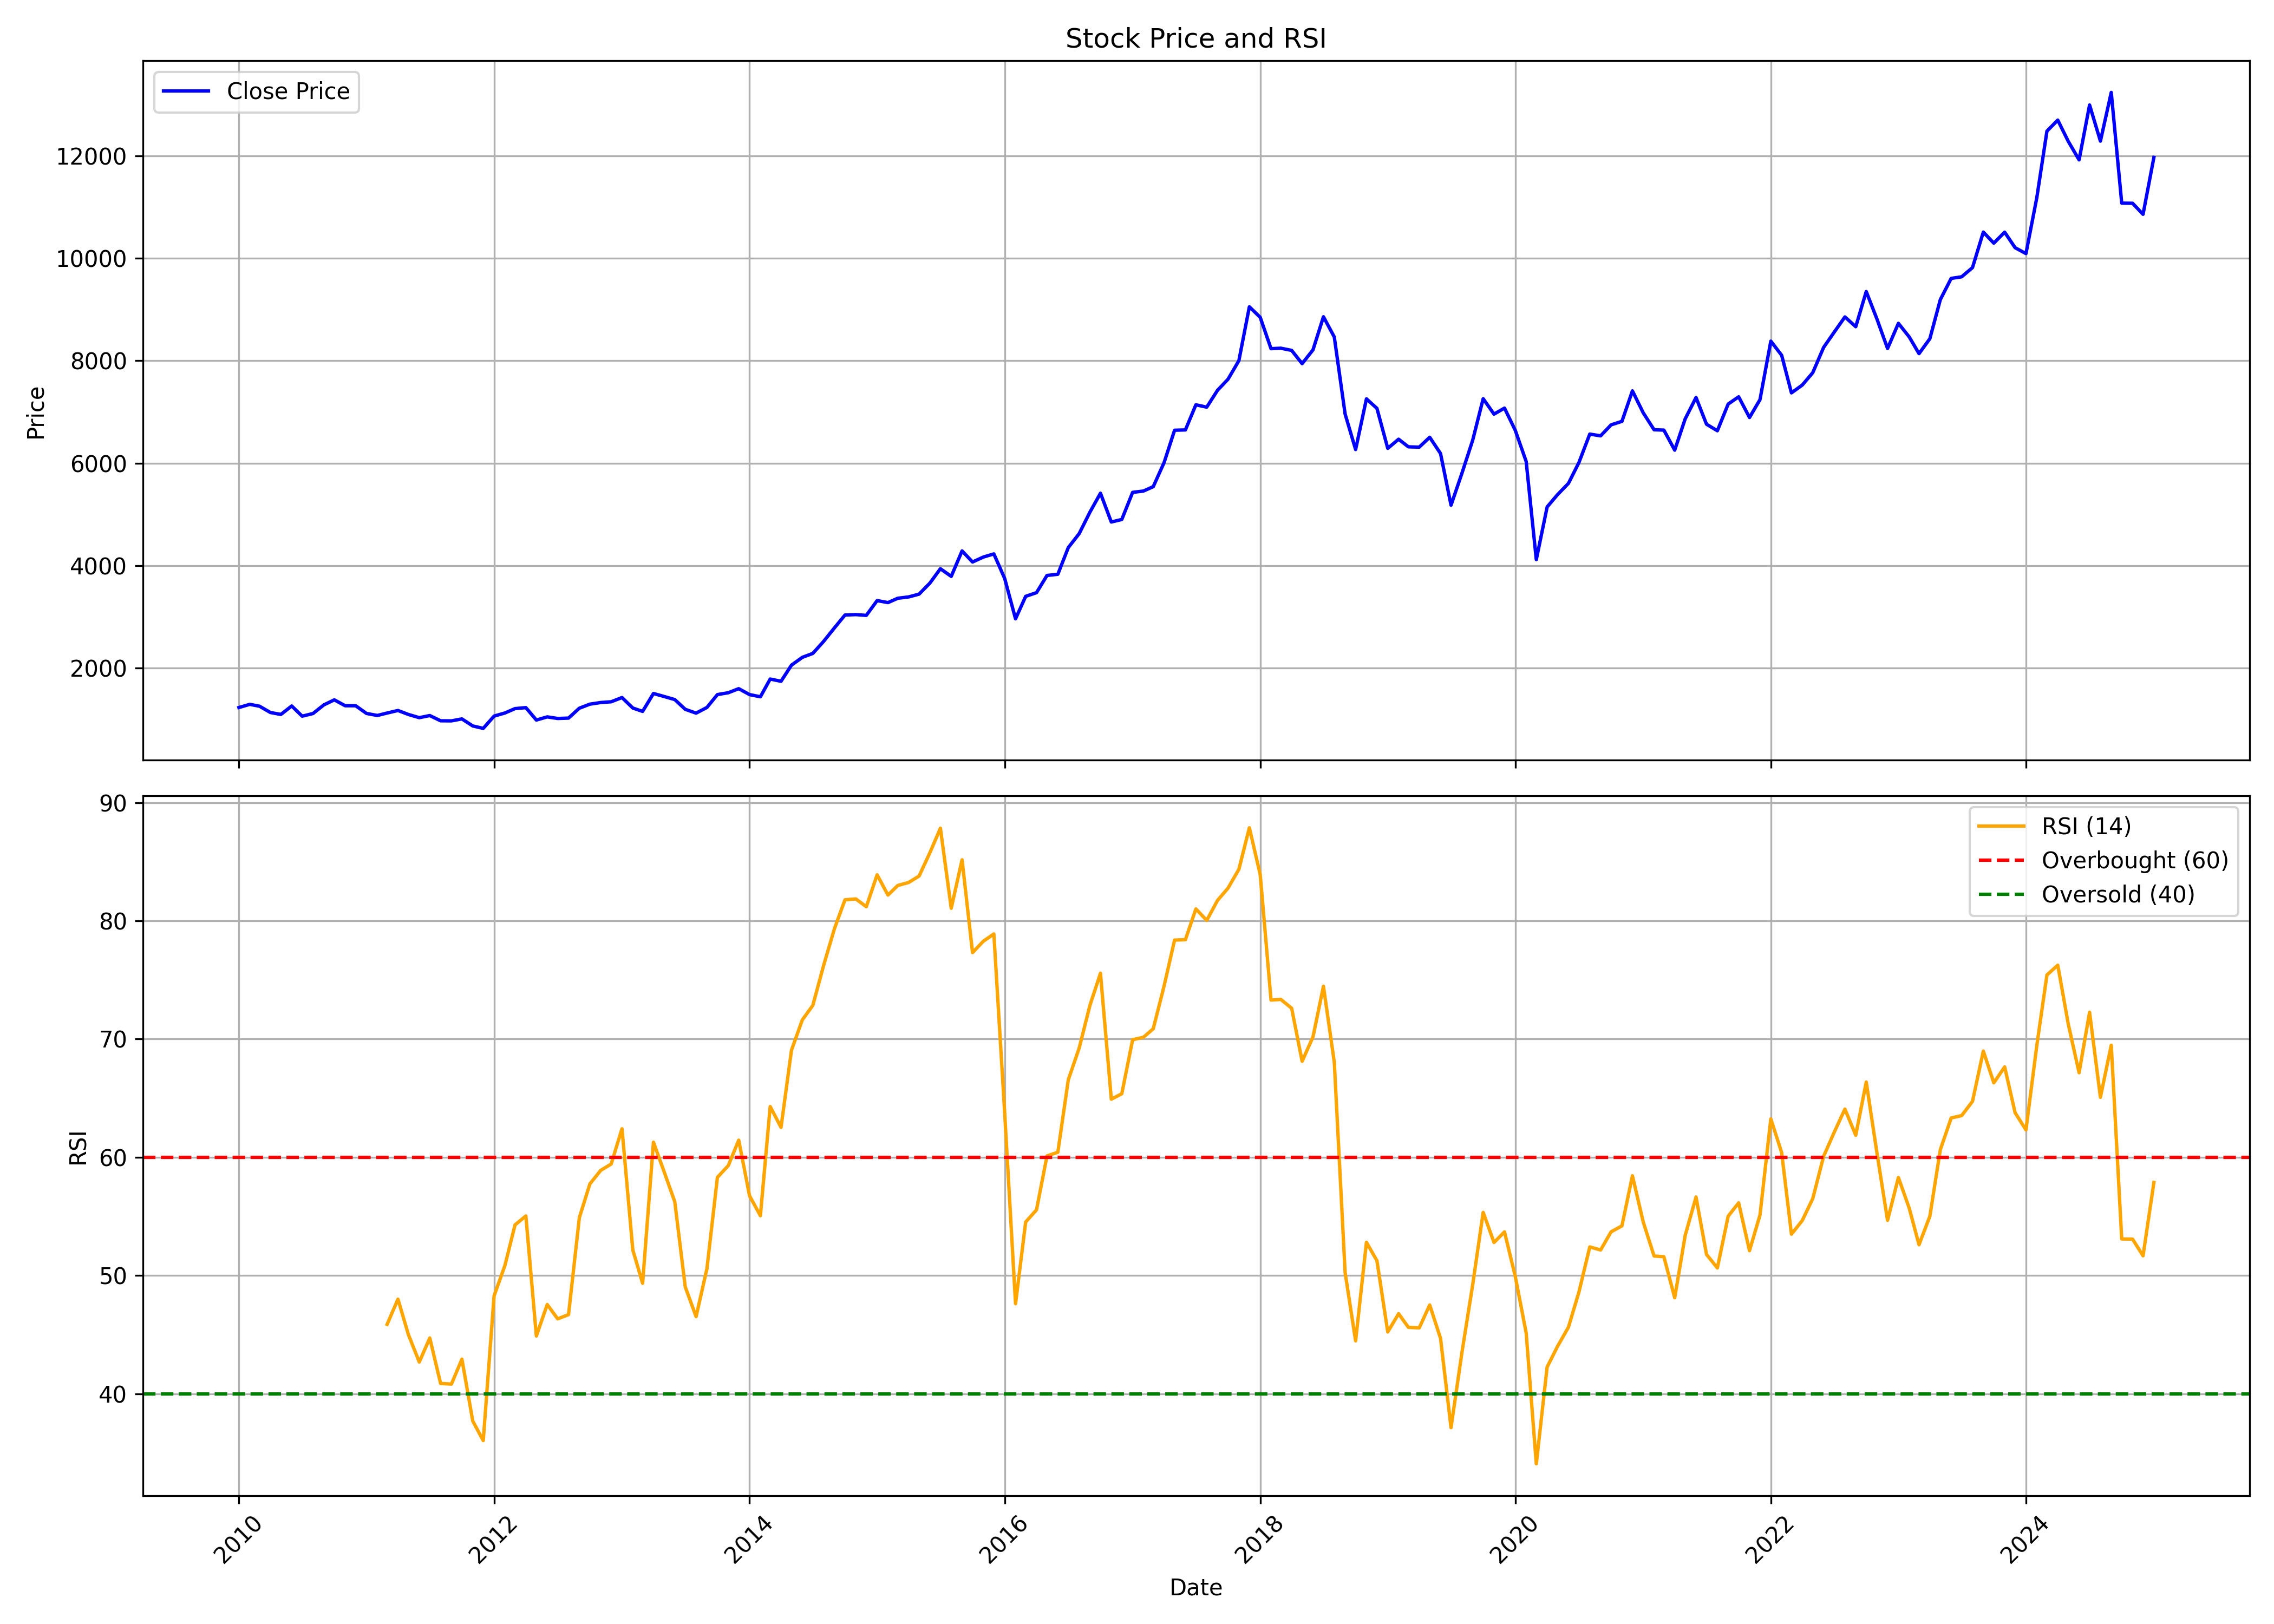 Stock Price and RSI
Close Price
12000
10000
8000
6000
4000
2000
Price
90
80
70
60
50
40
RSI
RSI (14)
Overbought (60)
Oversold (40)
2010
2012
2014
2016
2018
2020
2022
2024
Date